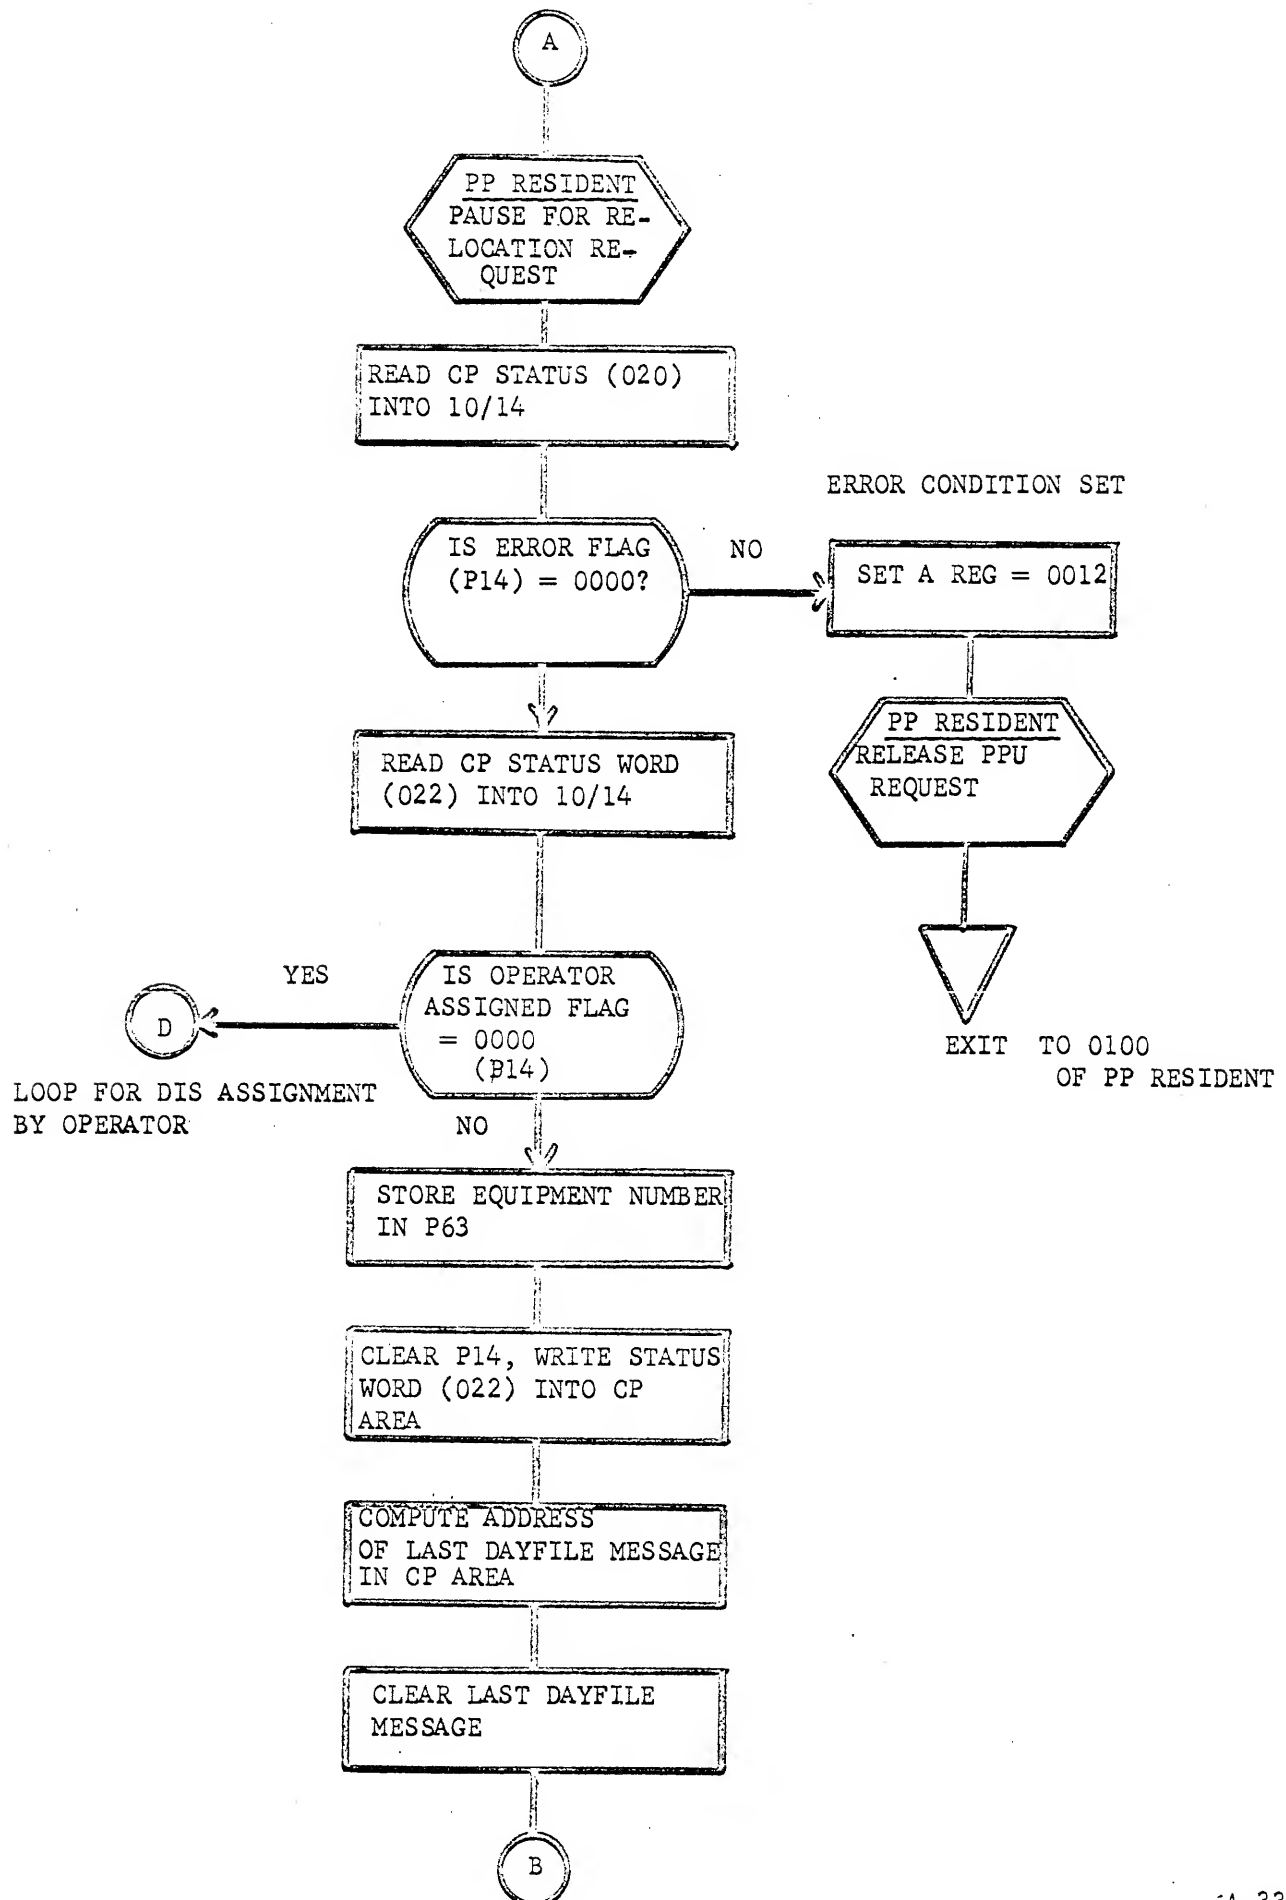 A
PP RESIDENT
PAUSE FOR RE-
LOCATION RE-
QUEST
READ CP STATUS (020)
INTO 10/14
ERROR CONDITION SET
IS ERROR FLAG
(P14) = 0000?
NO
SET A REG = 0012
PP RESIDENT
RELEASE PPU
REQUEST
EXIT TO 0100
OF PP RESIDENT
READ CP STATUS WORD
(022) INTO 10/14
IS OPERATOR
ASSIGNED FLAG
= 0000
(P14)
YES
D
LOOP FOR DIS ASSIGNMENT
BY OPERATOR
NO
STORE EQUIPMENT NUMBER
IN P63
CLEAR P14, WRITE STATUS
WORD (022) INTO CP
AREA
COMPUTE ADDRESS
OF LAST DAYFILE MESSAGE
IN CP AREA
CLEAR LAST DAYFILE
MESSAGE
B